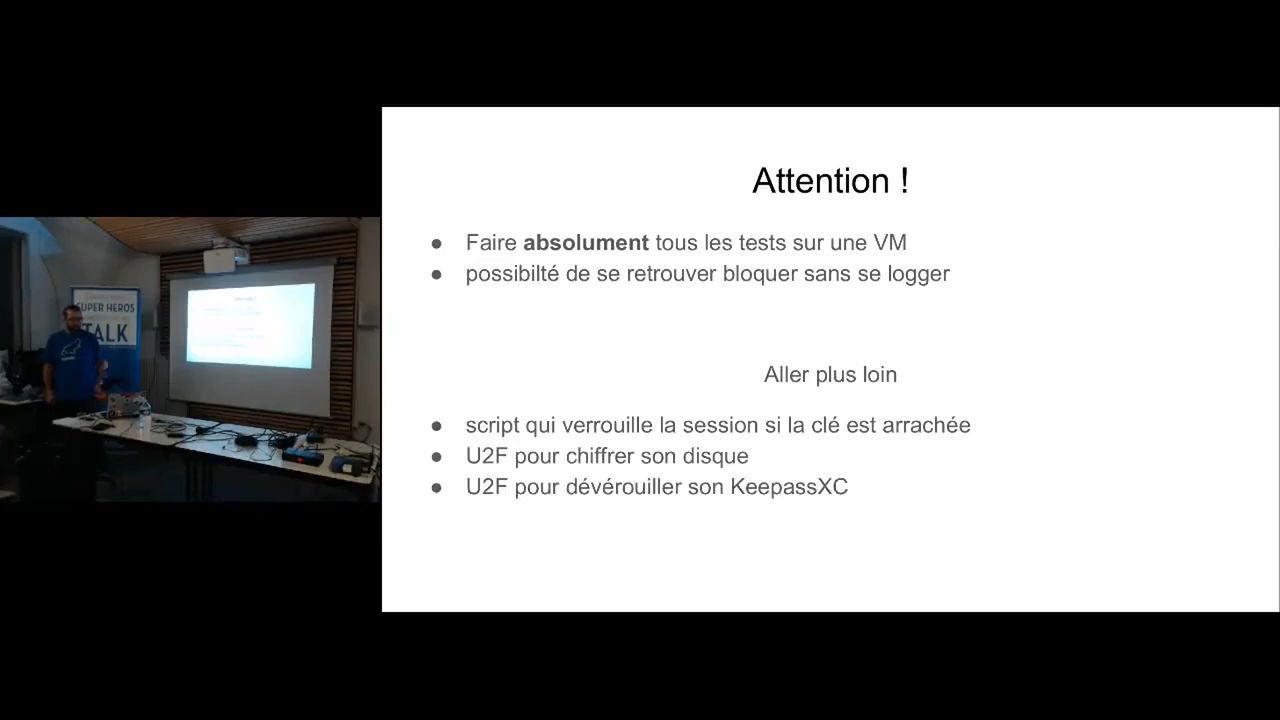 Attention !
Faire absolument tous les tests sur une VM
possibilté de se retrouver bloquer sans se logger
Aller plus loin
script qui verrouille la session si la clé est arrachée
U2F pour chiffrer son disque
U2F pour dévérouiller son KeepassXC
SUPER HEROS
TALK